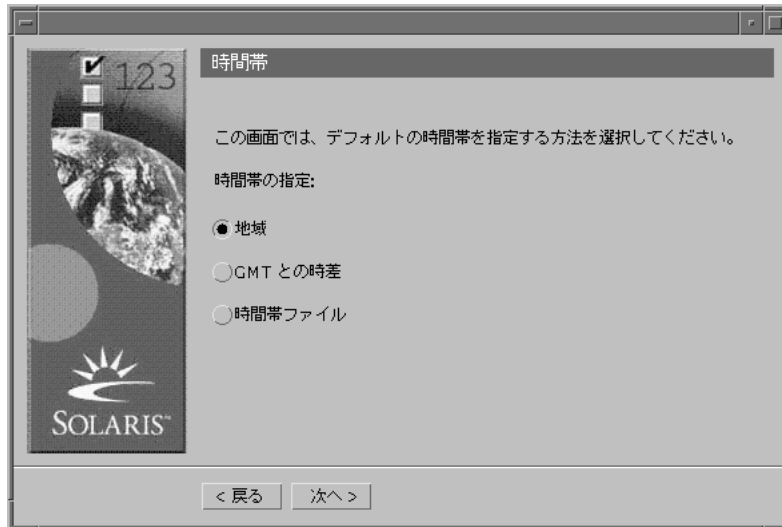 時間帯
123
この画面では、デフォルトの時間帯を指定する方法を選択してください。
時間帯の指定:
地域
GMT との時差
時間帯ファイル
SOLARIS™
< 戻る
次へ >